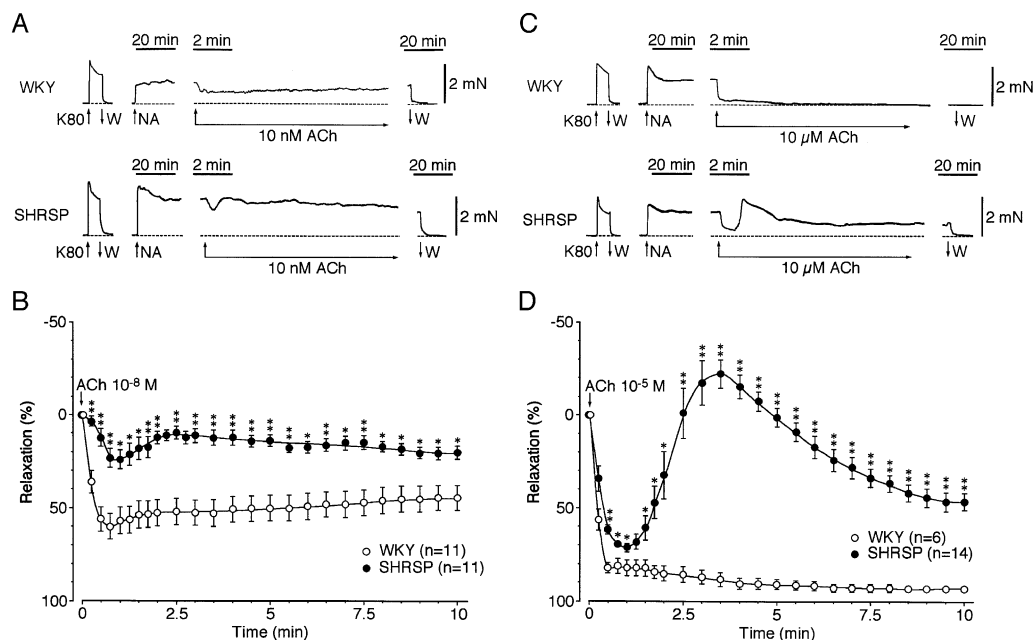 A
20 min 2 min 20 min
WKY
2 mN
K80 W NA W
10 nM ACh
20 min 2 min 20 min
SHRSP
2 mN
K80 W NA W
10 nM ACh
B
-50
0
50
100
Relaxation (%)
ACh 10-8 M
** ** ** * * * * * ** ** ** ** ** ** ** ** ** ** ** ** ** * * * * *
WKY (n=11)
SHRSP (n=11)
0 2.5 5 7.5 10
Time (min)
C
20 min 2 min 20 min
WKY
2 mN
K80 W NA W
10 µM ACh
20 min 2 min 20 min
SHRSP
2 mN
K80 W NA W
10 µM ACh
D
-50
0
50
100
Relaxation (%)
ACh 10-5 M
WKY (n=6)
SHRSP (n=14)
0 2.5 5 7.5 10
Time (min)